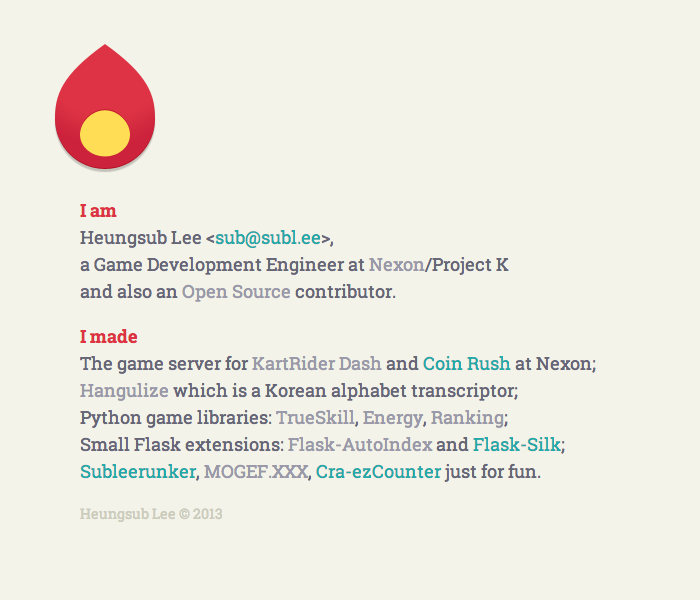 I am
Heungsub Lee <sub@subl.ee>,
a Game Development Engineer at Nexon/Project K
and also an Open Source contributor.
I made
The game server for KartRider Dash and Coin Rush at Nexon;
Hangulize which is a Korean alphabet transcriptor;
Python game libraries: TrueSkill, Energy, Ranking;
Small Flask extensions: Flask-AutoIndex and Flask-Silk;
Subleerunker, MOGEF.XXX, Cra-ezCounter just for fun.
Heungsub Lee © 2013